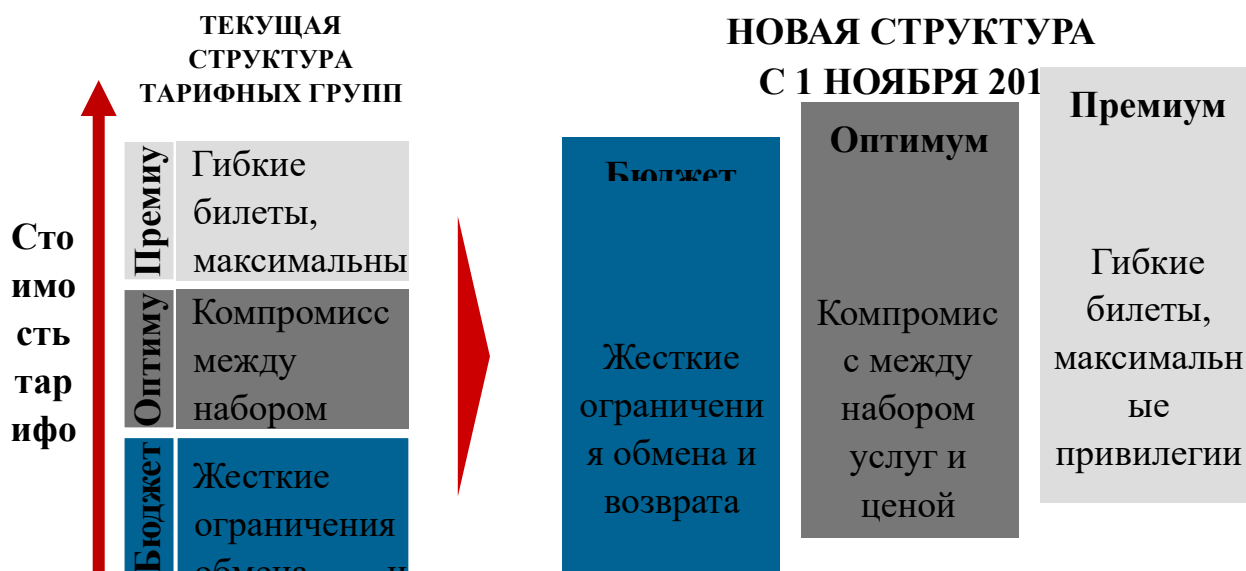 ТЕКУЩАЯ
СТРУКТУРА
ТАРИФНЫХ ГРУПП
Сто
имо
сть
тар
ифо
Премиу
Гибкие
билеты,
максимальны
Оптиму
Компромисс
между
набором
Бюджет
Жесткие
ограничения
обмена и
НОВАЯ СТРУКТУРА
С 1 НОЯБРЯ 201
Бюджет
Жесткие
ограничени
я обмена и
возврата
Оптимум
Компромис
с между
набором
услуг и
ценой
Премиум
Гибкие
билеты,
максимальн
ые
привилегии